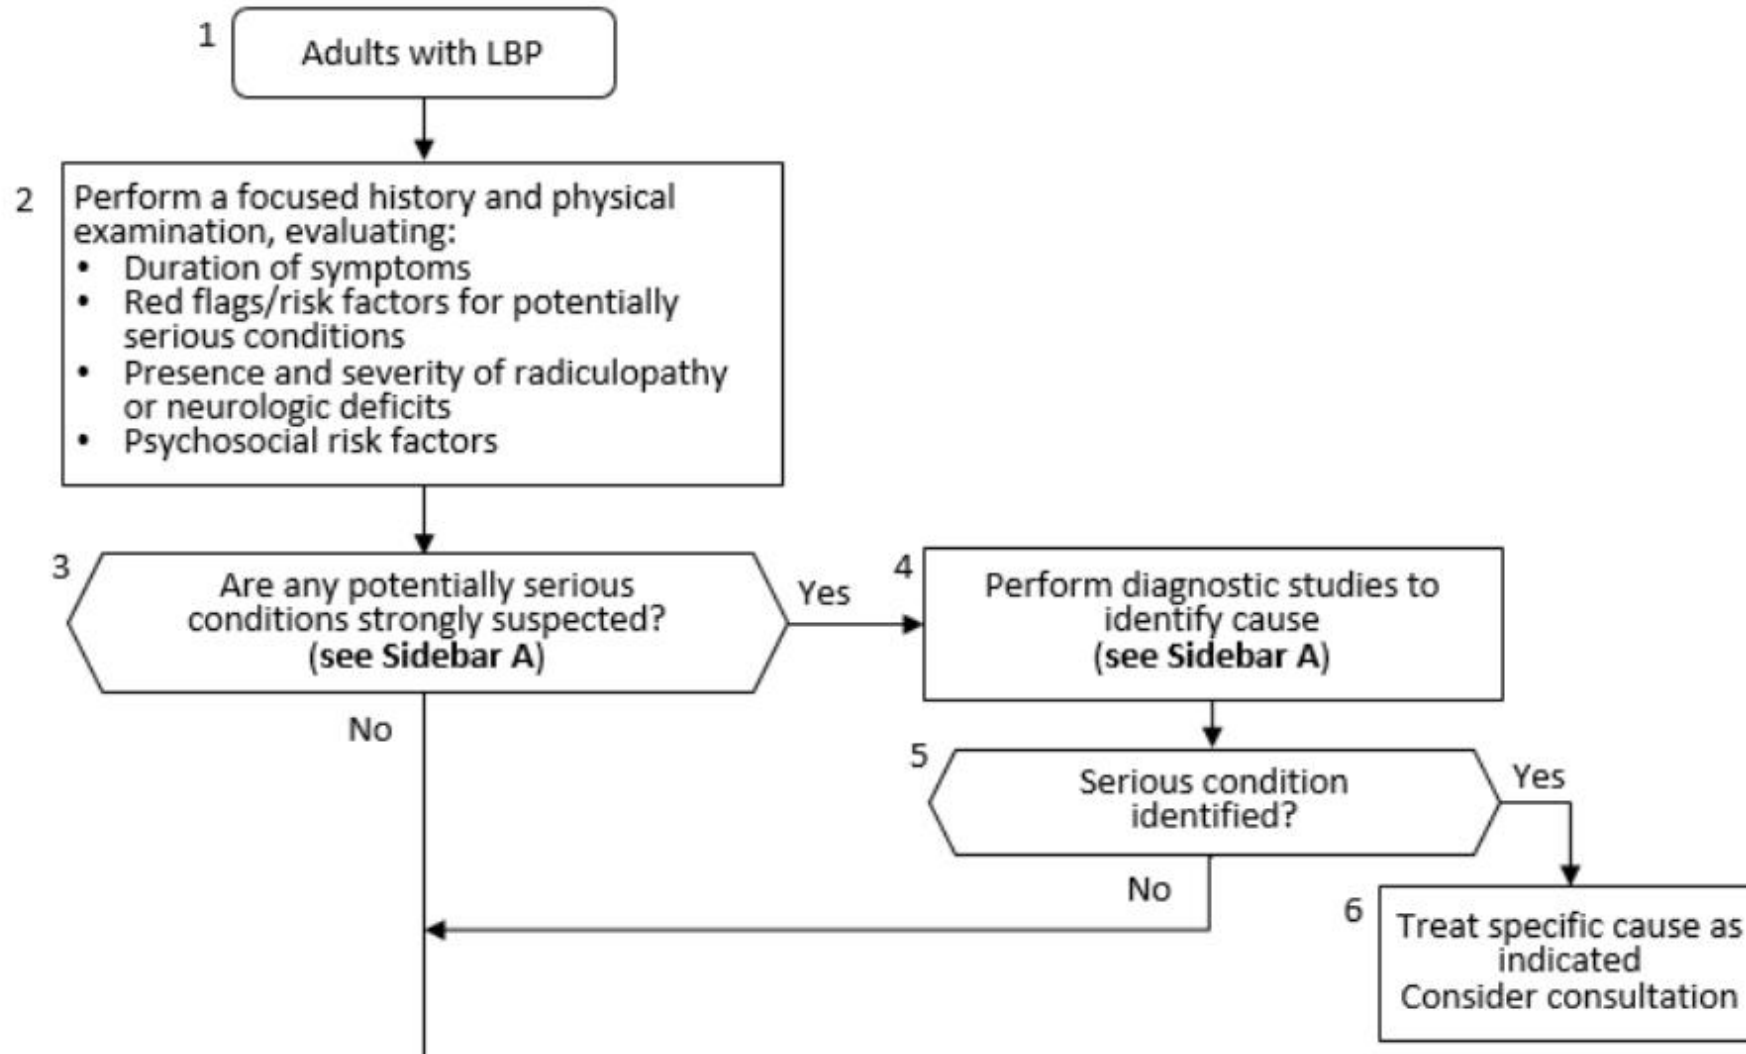 1
Adults with LBP
2
Perform a focused history and physical
examination, evaluating:
• Duration of symptoms
• Red flags/risk factors for potentially
serious conditions
• Presence and severity of radiculopathy
or neurologic deficits
• Psychosocial risk factors
3
Are any potentially serious
conditions strongly suspected?
(see Sidebar A)
Yes
No
4
Perform diagnostic studies to
identify cause
(see Sidebar A)
5
Serious condition
identified?
Yes
No
6
Treat specific cause as
indicated
Consider consultation